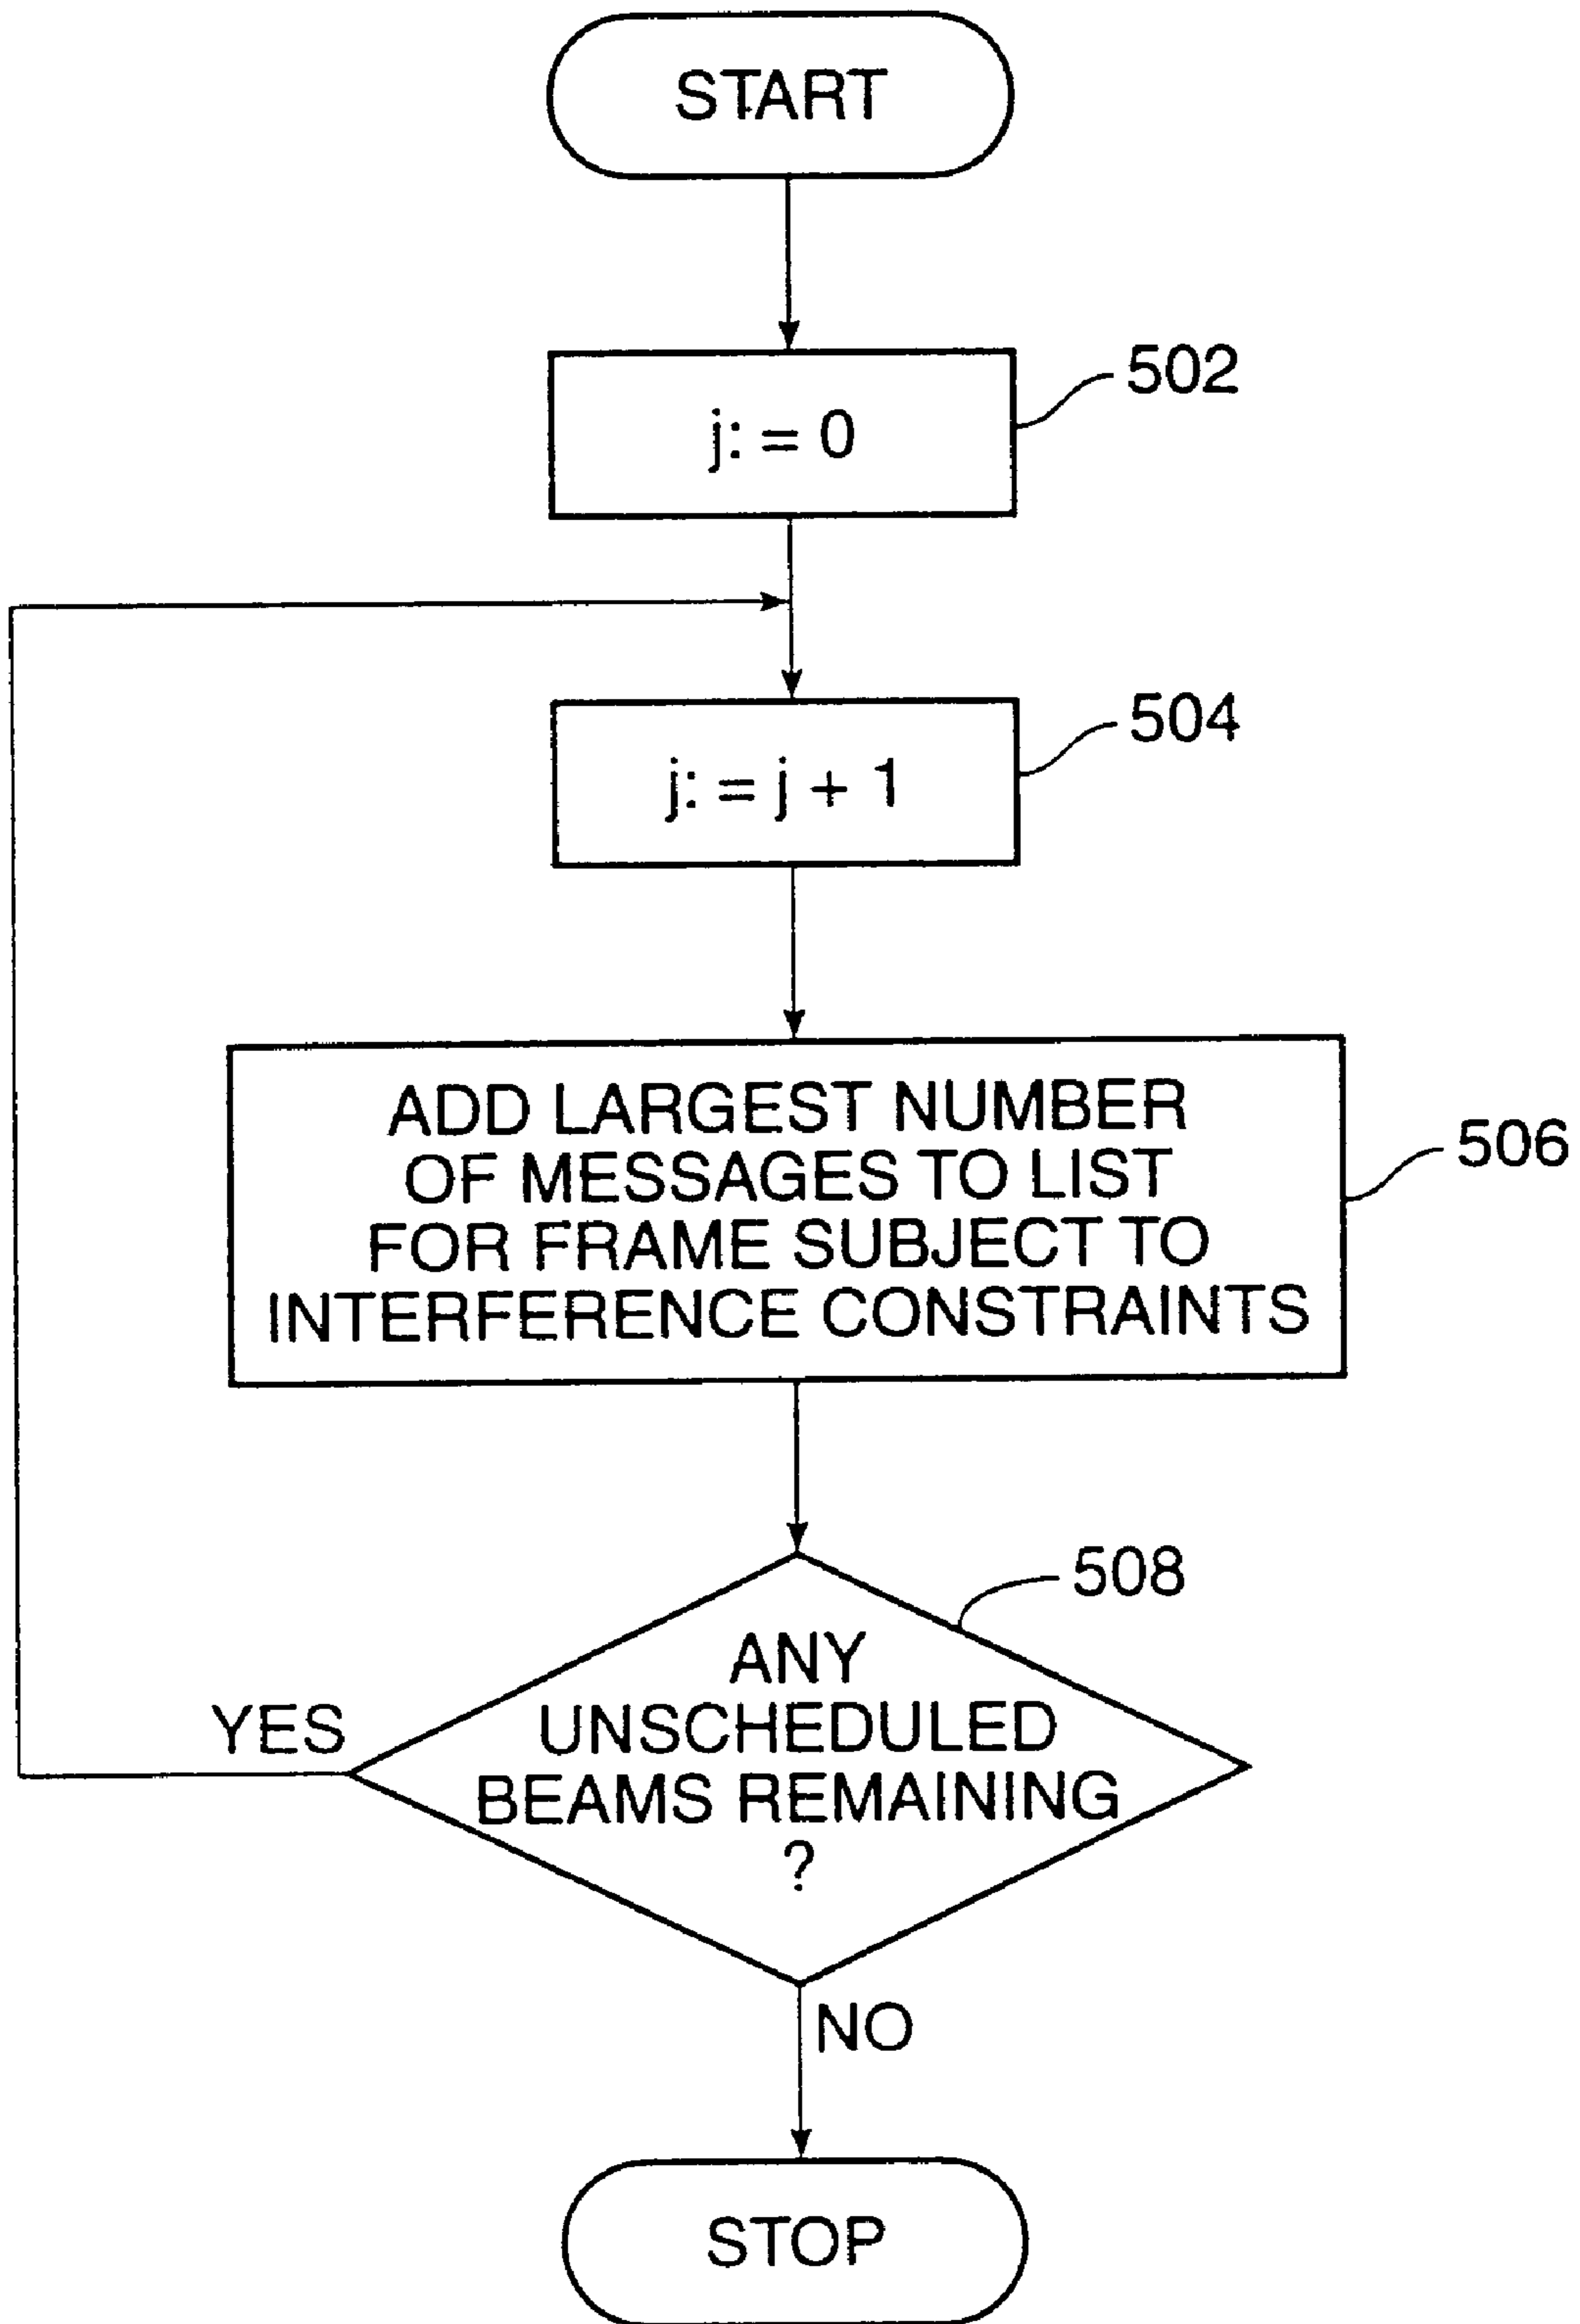 START
502
j: = 0
504
j: = j + 1
ADD LARGEST NUMBER
OF MESSAGES TO LIST
FOR FRAME SUBJECT TO
INTERFERENCE CONSTRAINTS
506
508
ANY
UNSCHEDULED
BEAMS REMAINING
?
YES
NO
STOP